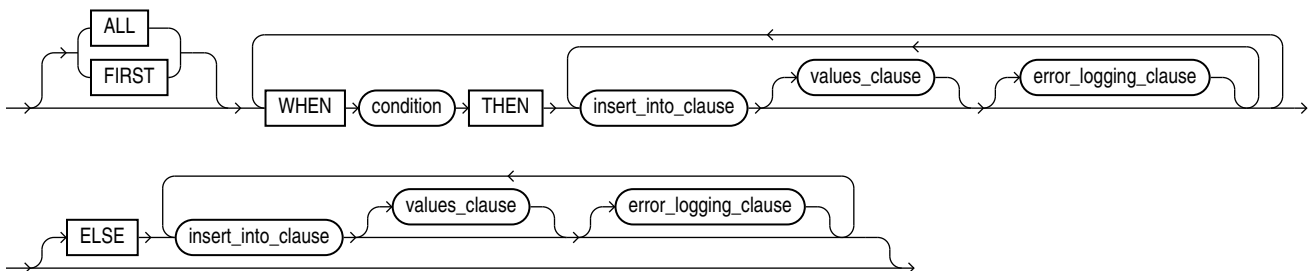 ALL
FIRST
values_clause error_logging_clause
WHEN condition THEN insert_into_clause
values_clause error_logging_clause
ELSE insert_into_clause